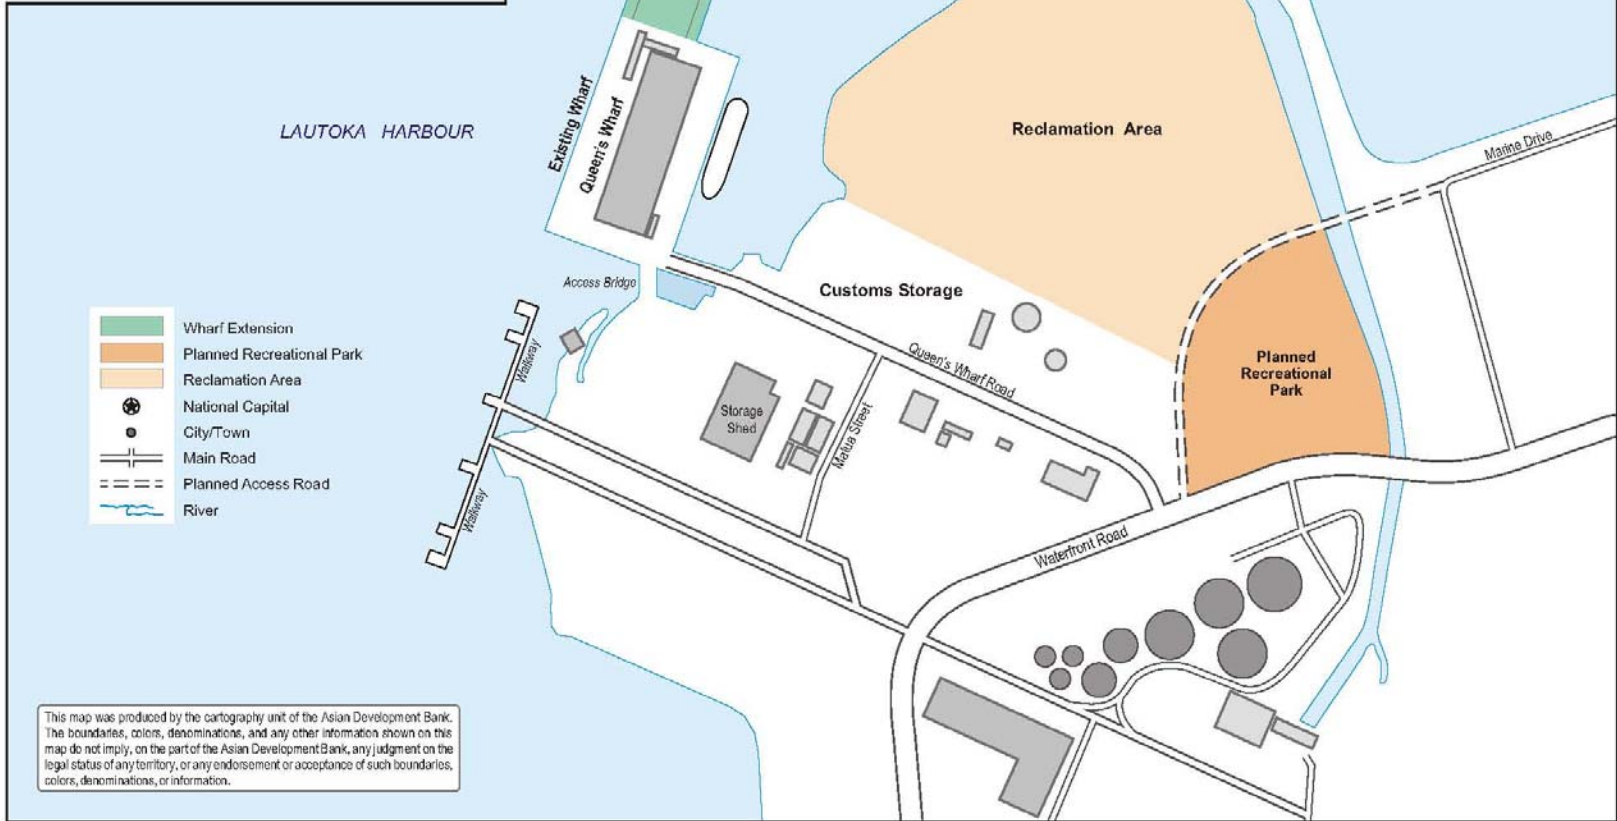 LAUTOKA HARBOUR
Existing Wharf
Queen's Wharf
Reclamation Area
Marine Drive
Access Bridge
Customs Storage
Queen's Wharf Road
Planned
Recreational
Park
Walkway
Storage
Shed
Matua Street
Walkway
Waterfront Road
Wharf Extension
Planned Recreational Park
Reclamation Area
National Capital
City/Town
Main Road
Planned Access Road
River
This map was produced by the cartography unit of the Asian Development Bank.
The boundaries, colors, denominations, and any other information shown on this
map do not imply, on the part of the Asian Development Bank, any judgment on the
legal status of any territory, or any endorsement or acceptance of such boundaries,
colors, denominations, or information.